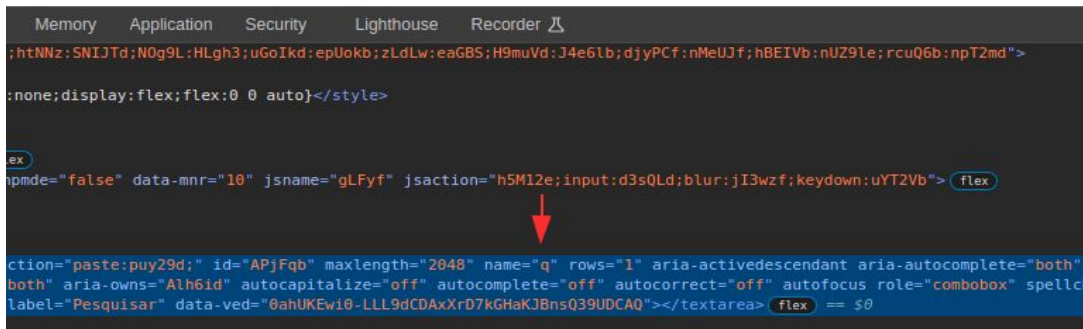 Memory Application Security Lighthouse Recorder
;htNNz:SNIJTd;NOg9L:HLgh3;uGoIkd:epUokb;zLdLw:eaGBS;H9muVd:J4e6lb;djyPCf:nMeUJf;hBEIVb:nUZ9le;rcuQ6b:npT2md">
:none;display:flex;flex:0 0 auto}</style>
lex
npmde="false" data-mnr="10" jsname="gLFyf" jsaction="h5M12e;input:d3sQLd;blur:jI3wzf;keydown:uYT2Vb"> flex
ction="paste:puy29d;" id="APjFqb" maxlength="2048" name="q" rows="1" aria-activedescendant aria-autocomplete="both"
both" aria-owns="Alh6id" autocapitalize="off" autocomplete="off" autocorrect="off" autofocus role="combobox" spellc
label="Pesquisar" data-ved="0ahUKEwi0-LLL9dCDAxXrD7kGHaKJBnsQ39UDCAQ"></textarea> flex == $0